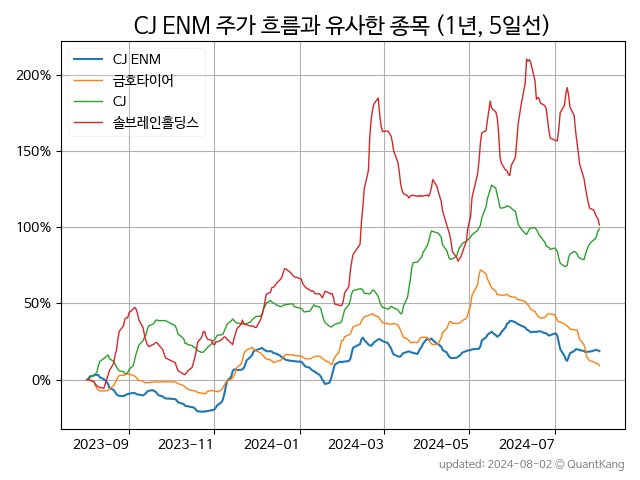 CJ ENM 주가 흐름과 유사한 종목 (1년, 5일선)
CJ ENM
금호타이어
CJ
솔브레인홀딩스
200%
150%
100%
50%
0%
2023-09 2023-11 2024-01 2024-03 2024-05 2024-07
updated: 2024-08-02 © QuantKang